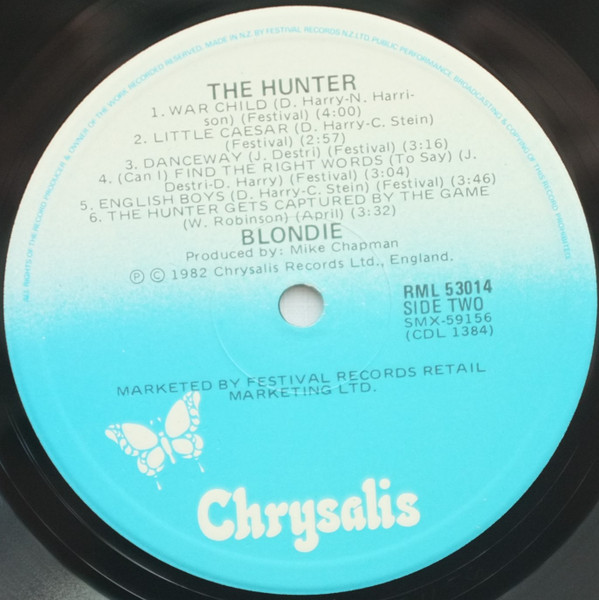 ALL RIGHTS OF THE RECORD PRODUCER & OWNER OF THE WORK RECORDED RESERVED. MADE IN N.Z. BY FESTIVAL RECORDS N.Z. LTD. PUBLIC PERFORMANCE, BROADCASTING & COPYING OF THIS RECORD PROHIBITED.
THE HUNTER
1. WAR CHILD (D. Harry-N. Harri-
son) (Festival) (4:00)
2. LITTLE CAESAR (D. Harry-C. Stein)
(Festival) (2:57)
3. DANCEWAY (J. Destri) (Festival) (3:16)
4. (Can I) FIND THE RIGHT WORDS (To Say) (J.
Destri-D. Harry) (Festival) (3:04)
5. ENGLISH BOYS (D. Harry-C. Stein) (Festival) (3:46)
6. THE HUNTER GETS CAPTURED BY THE GAME
(W. Robinson) (April) (3:32)
BLONDIE
Produced by: Mike Chapman
Ⓟ © 1982 Chrysalis Records Ltd., England.
RML 53014
SIDE TWO
SMX-59156
(CDL 1384)
MARKETED BY FESTIVAL RECORDS RETAIL
MARKETING LTD.
Chrysalis